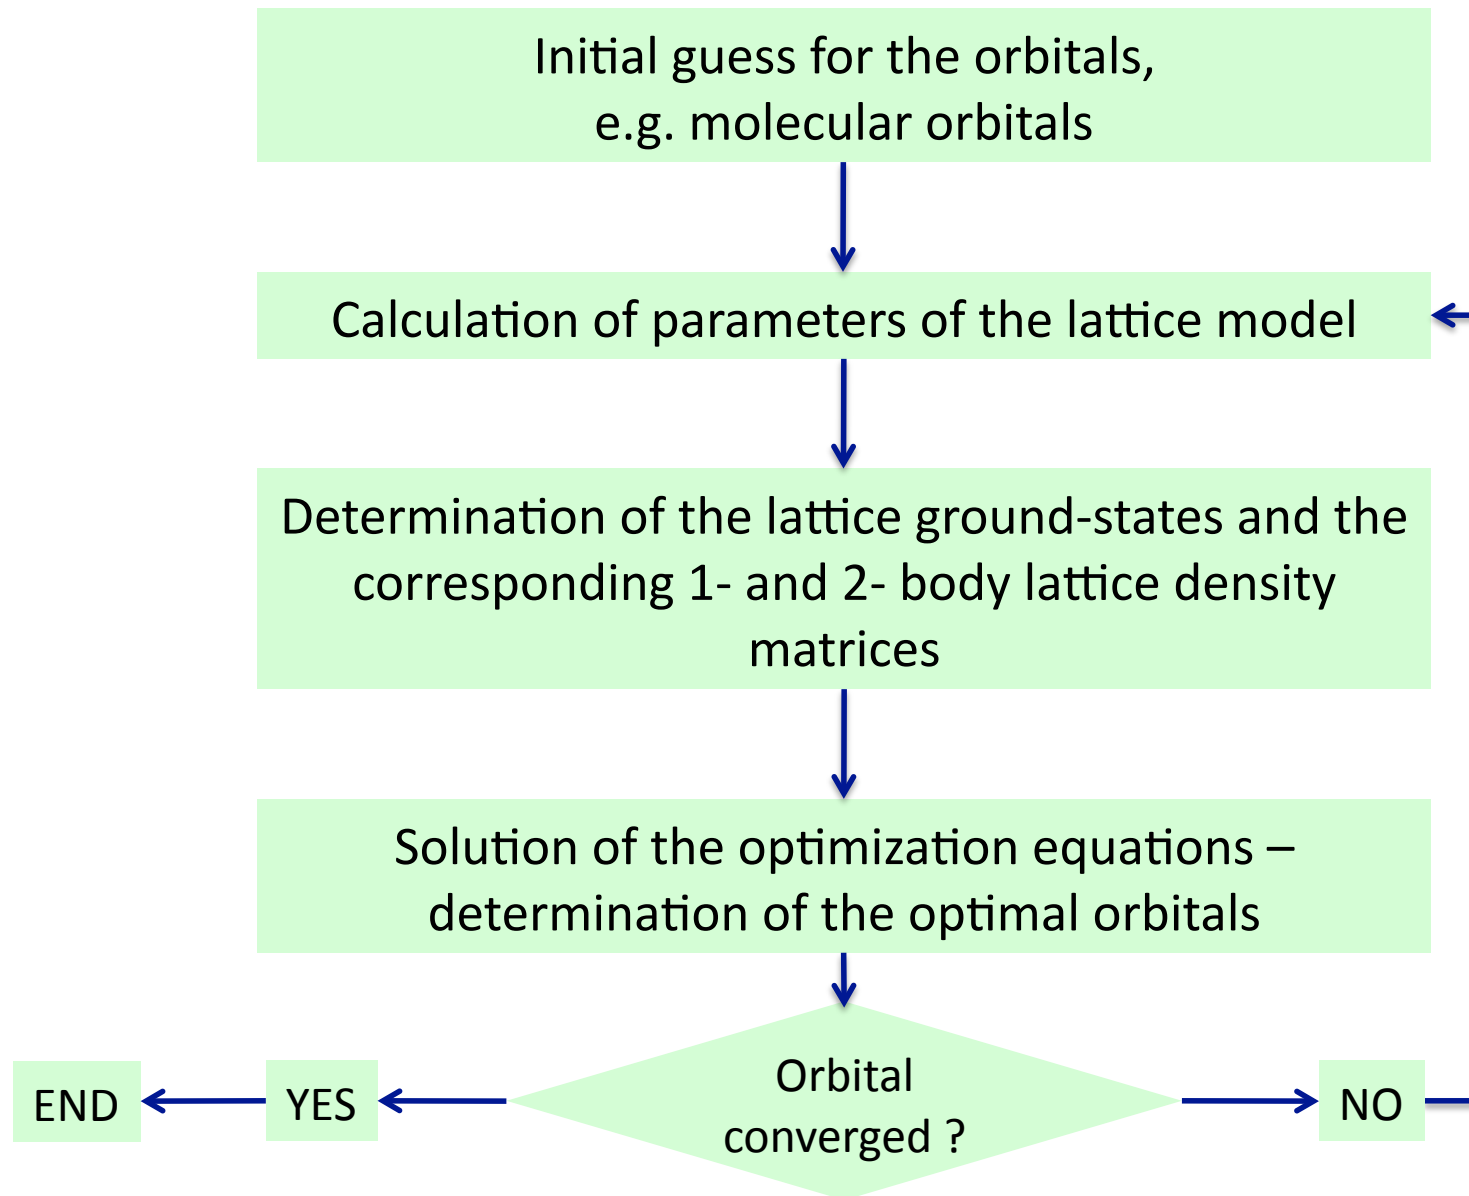 Initial guess for the orbitals,
e.g. molecular orbitals
Calculation of parameters of the lattice model
Determination of the lattice ground-states and the
corresponding 1- and 2- body lattice density
matrices
Solution of the optimization equations –
determination of the optimal orbitals
Orbital
converged ?
END
YES
NO